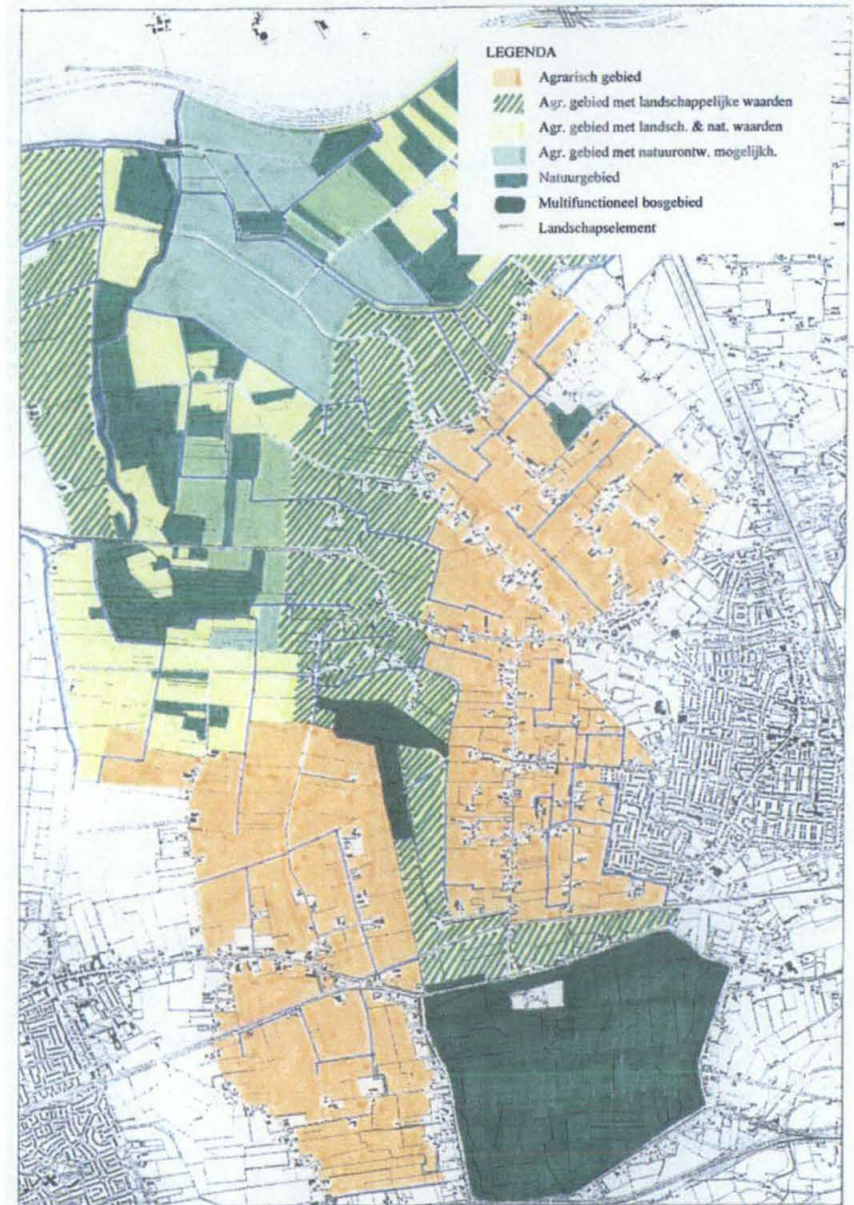 LEGENDA
Agrarisch gebied
Agr. gebied met landschappelijke waarden
Agr. gebied met landsch. & nat. waarden
Agr. gebied met natuurontw. mogelijkh.
Natuurgebied
Multifunctioneel bosgebied
Landschapselement